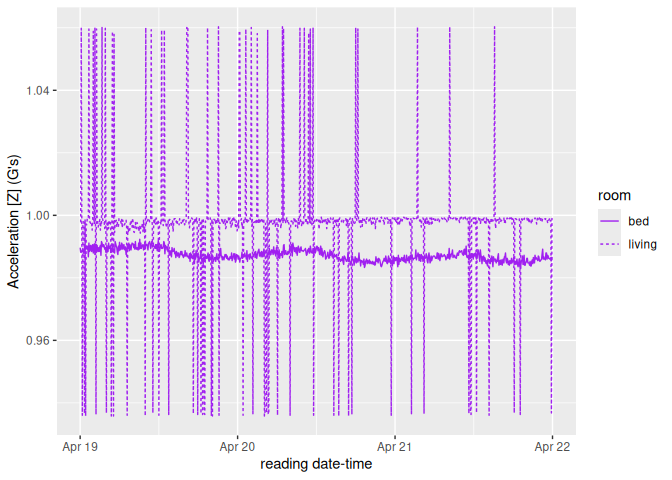 1.04
1.00
0.96
Acceleration [Z] (G's)
Apr 19
Apr 20
Apr 21
Apr 22
reading date-time
room
bed
living